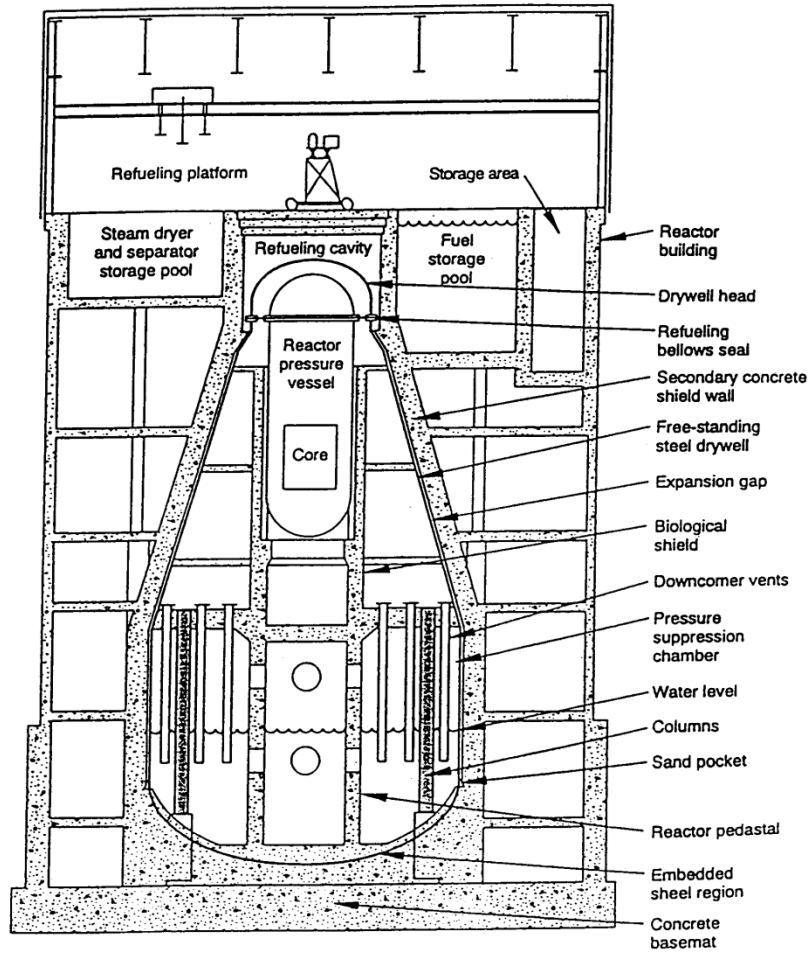 Refueling platform
Storage area
Steam dryer
and separator
storage pool
Refueling cavity
Fuel
storage
pool
Reactor
building
Drywell head
Refueling
bellows seal
Reactor
pressure
vessel
Secondary concrete
shield wall
Free-standing
steel drywell
Core
Expansion gap
Biological
shield
Downcomer vents
Pressure
suppression
chamber
Water level
Columns
Sand pocket
Reactor pedastal
Embedded
sheel region
Concrete
basemat